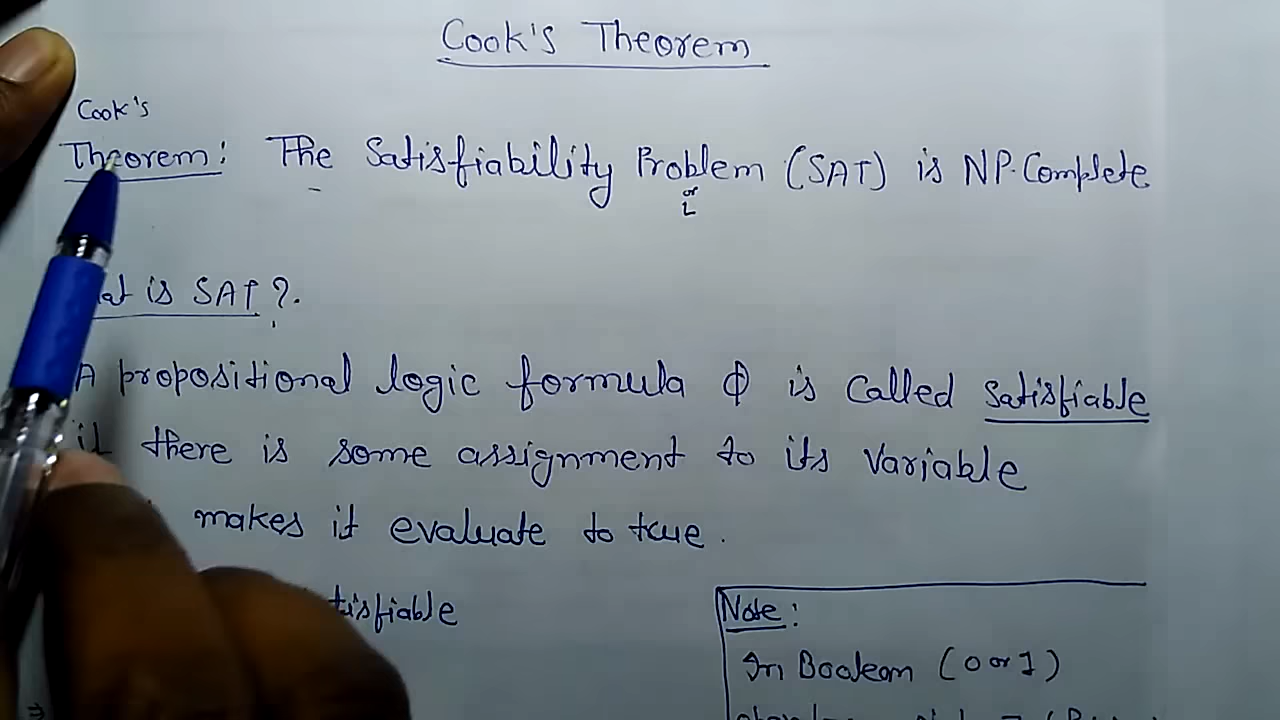 Cook's Theorem
Cook's
Theorem: The Satisfiability Problem (SAT) is NP-Complete
or
L
is SAT ?.
A propositional logic formula Φ is called satisfiable
if there is some assignment to its variable
makes it evaluate to true.
Note:
In Boolean (0 or 1)